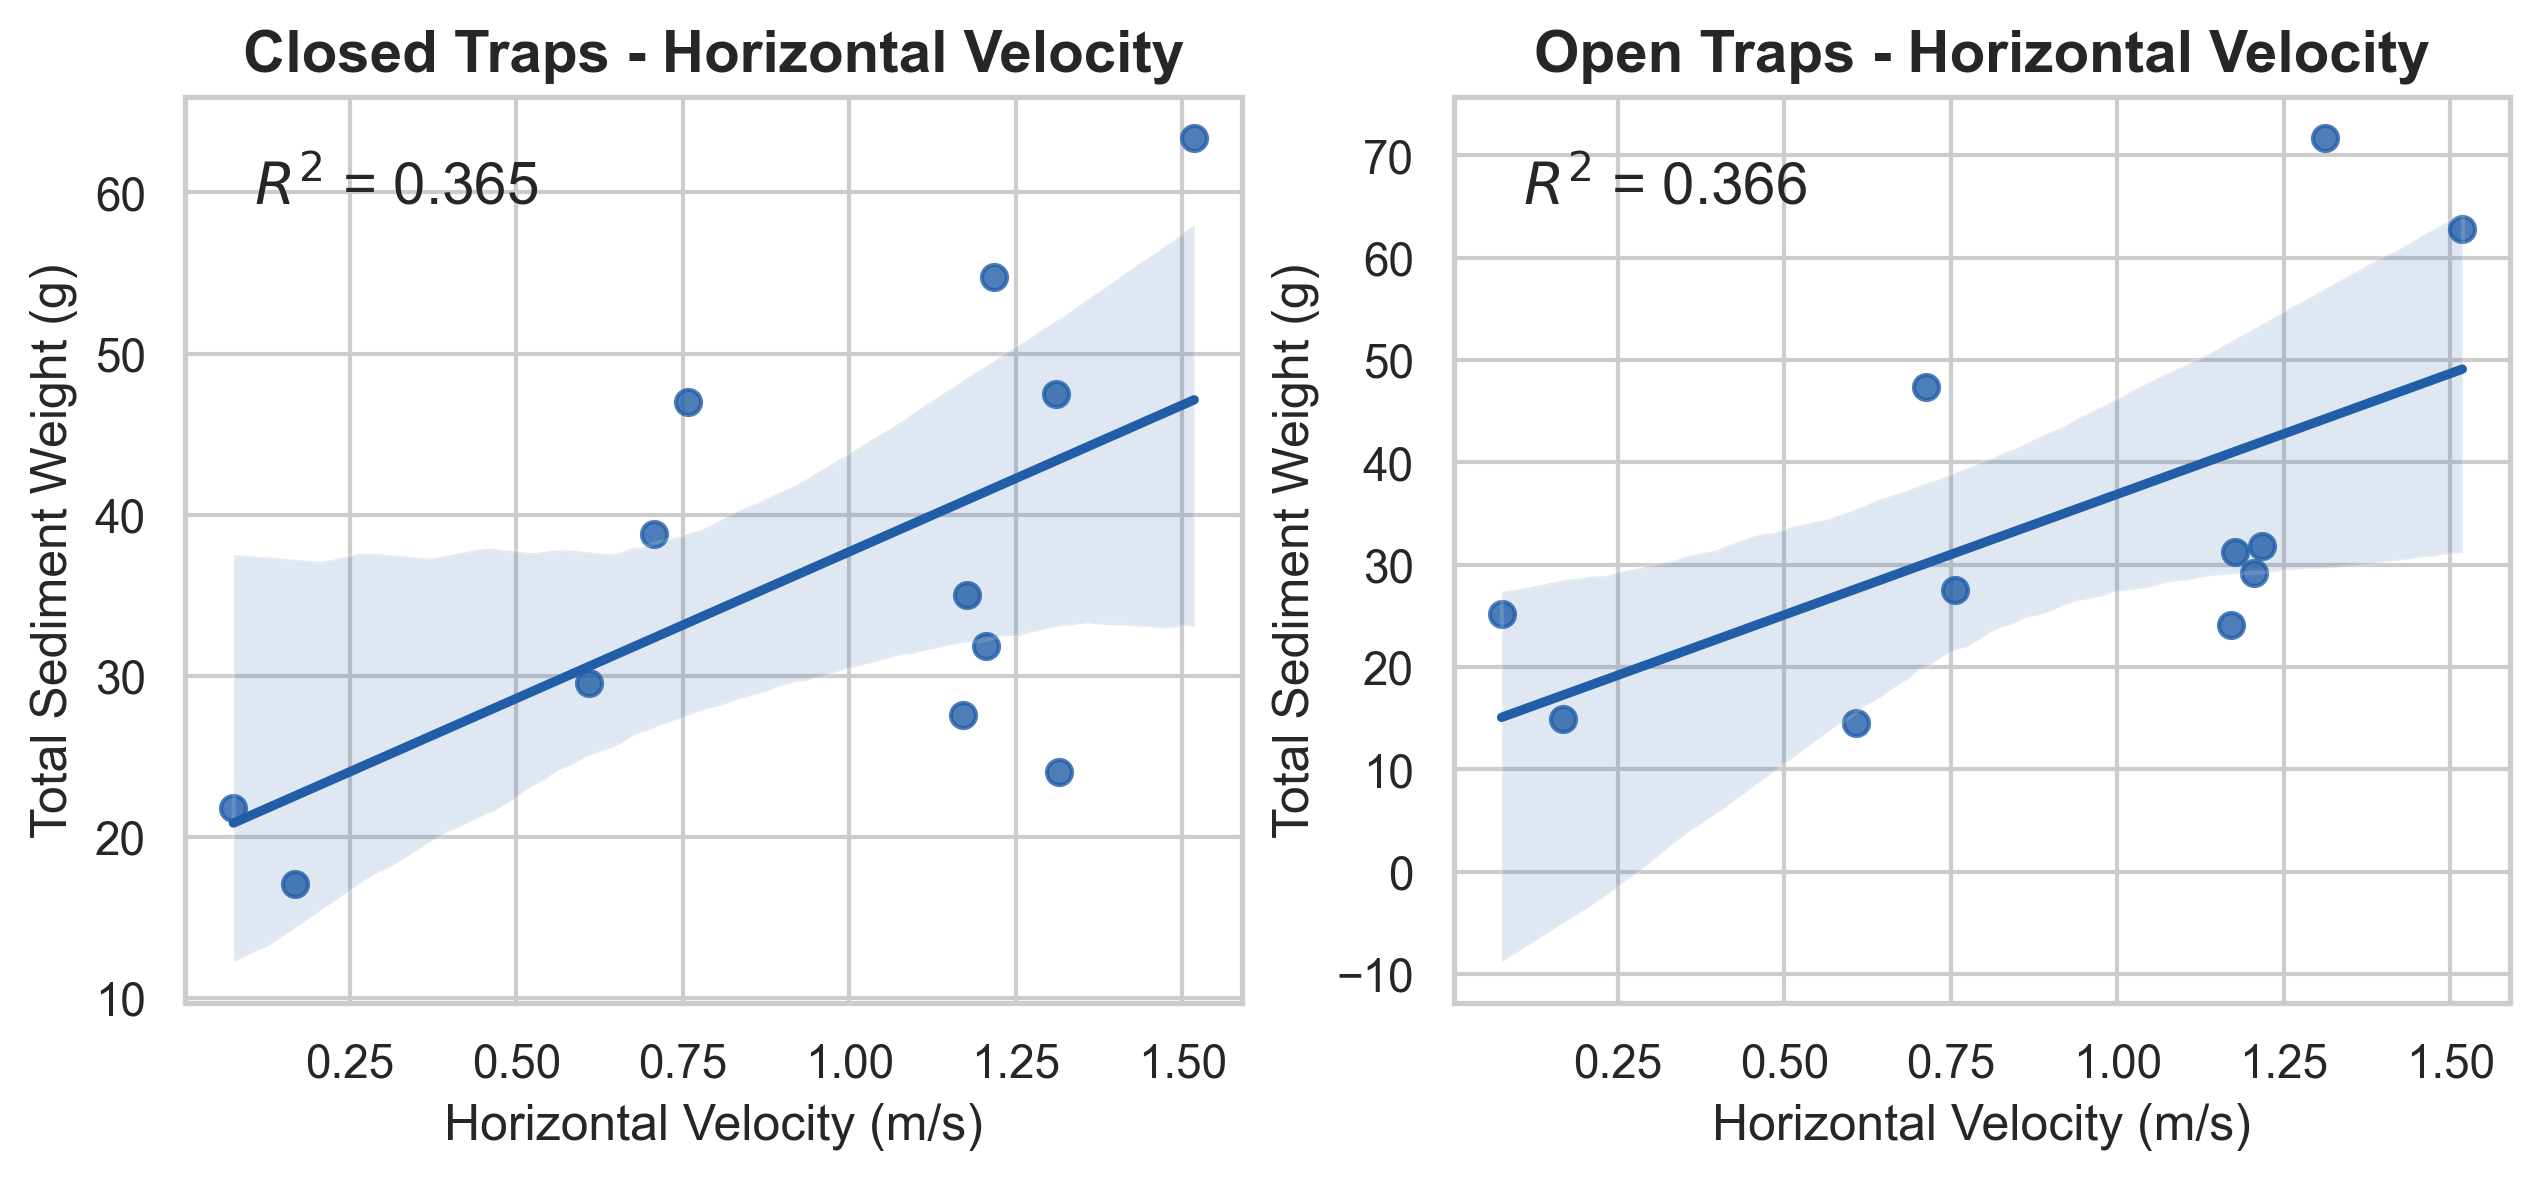 Closed Traps - Horizontal Velocity
R² = 0.365
Total Sediment Weight (g)
60
50
40
30
20
10
0.25 0.50 0.75 1.00 1.25 1.50
Horizontal Velocity (m/s)
Open Traps - Horizontal Velocity
R² = 0.366
Total Sediment Weight (g)
70
60
50
40
30
20
10
0
−10
0.25 0.50 0.75 1.00 1.25 1.50
Horizontal Velocity (m/s)